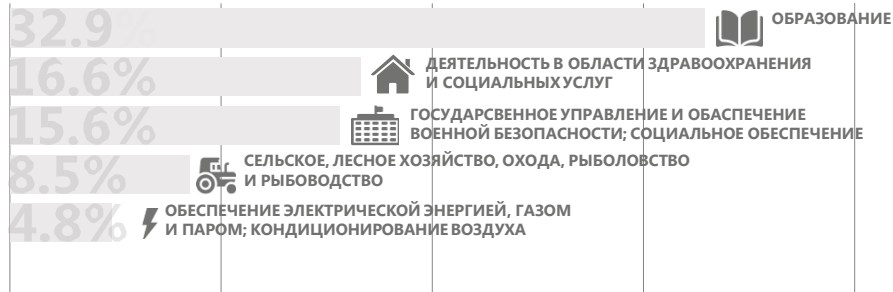 32.9%
ОБРАЗОВАНИЕ
16.6%
ДЕЯТЕЛЬНОСТЬ В ОБЛАСТИ ЗДРАВООХРАНЕНИЯ
И СОЦИАЛЬНЫХ УСЛУГ
15.6%
ГОСУДАРСВЕННОЕ УПРАВЛЕНИЕ И ОБАСПЕЧЕНИЕ
ВОЕННОЙ БЕЗОПАСНОСТИ; СОЦИАЛЬНОЕ ОБЕСПЕЧЕНИЕ
8.5%
СЕЛЬСКОЕ, ЛЕСНОЕ ХОЗЯЙСТВО, ОХОДА, РЫБОЛОВСТВО
И РЫБОВОДСТВО
4.8%
ОБЕСПЕЧЕНИЕ ЭЛЕКТРИЧЕСКОЙ ЭНЕРГИЕЙ, ГАЗОМ
И ПАРОМ; КОНДИЦИОНИРОВАНИЕ ВОЗДУХА